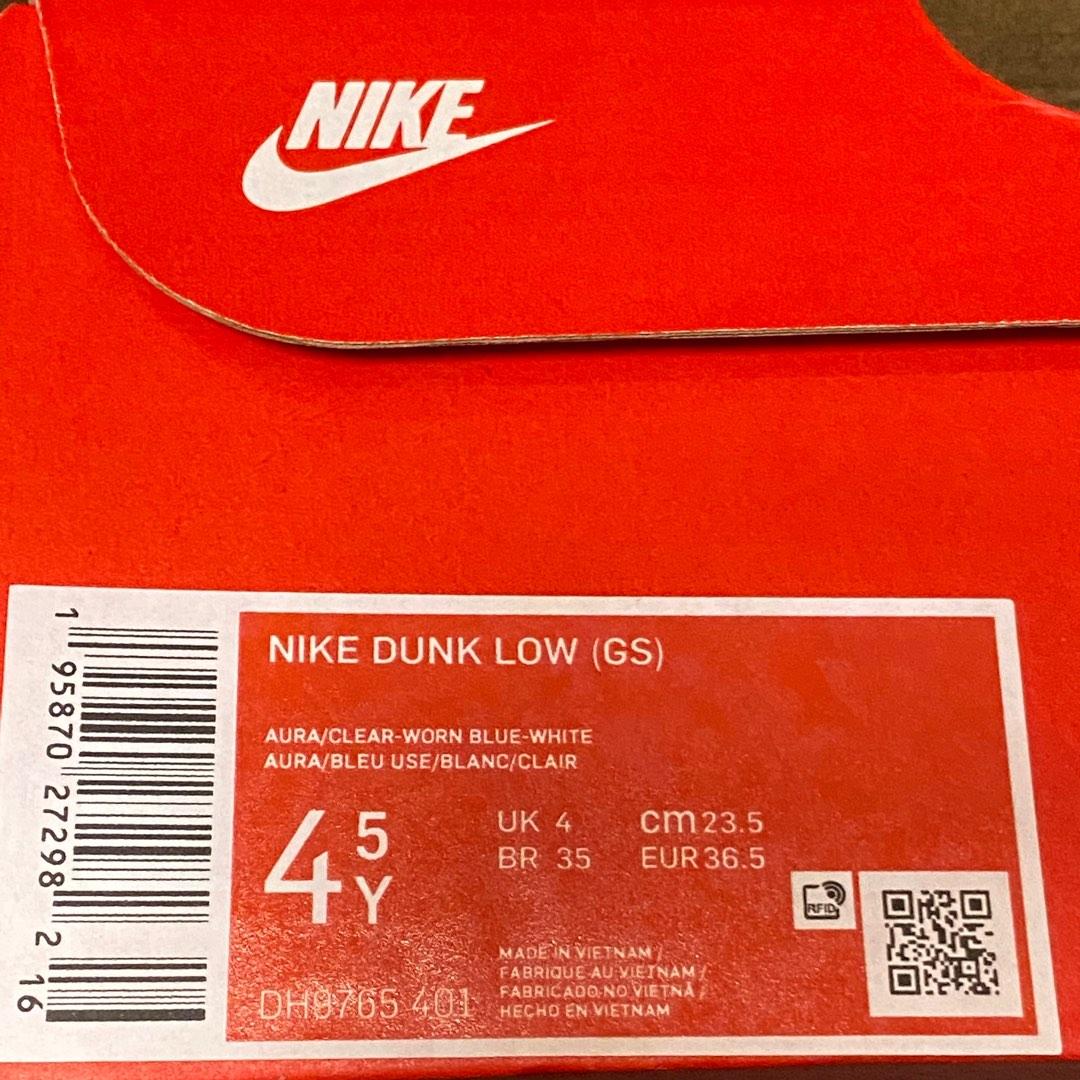 NIKE
NIKE DUNK LOW (GS)
AURA/CLEAR-WORN BLUE-WHITE
AURA/BLEU USE/BLANC/CLAIR
4 5 Y
UK 4 cm 23.5
BR 35 EUR 36.5
RFID
MADE IN VIETNAM /
FABRIQUE AU VIETNAM /
FABRICADO NO VIETNÃ /
HECHO EN VIETNAM
DH9765 401
1 95870 27298 2 16